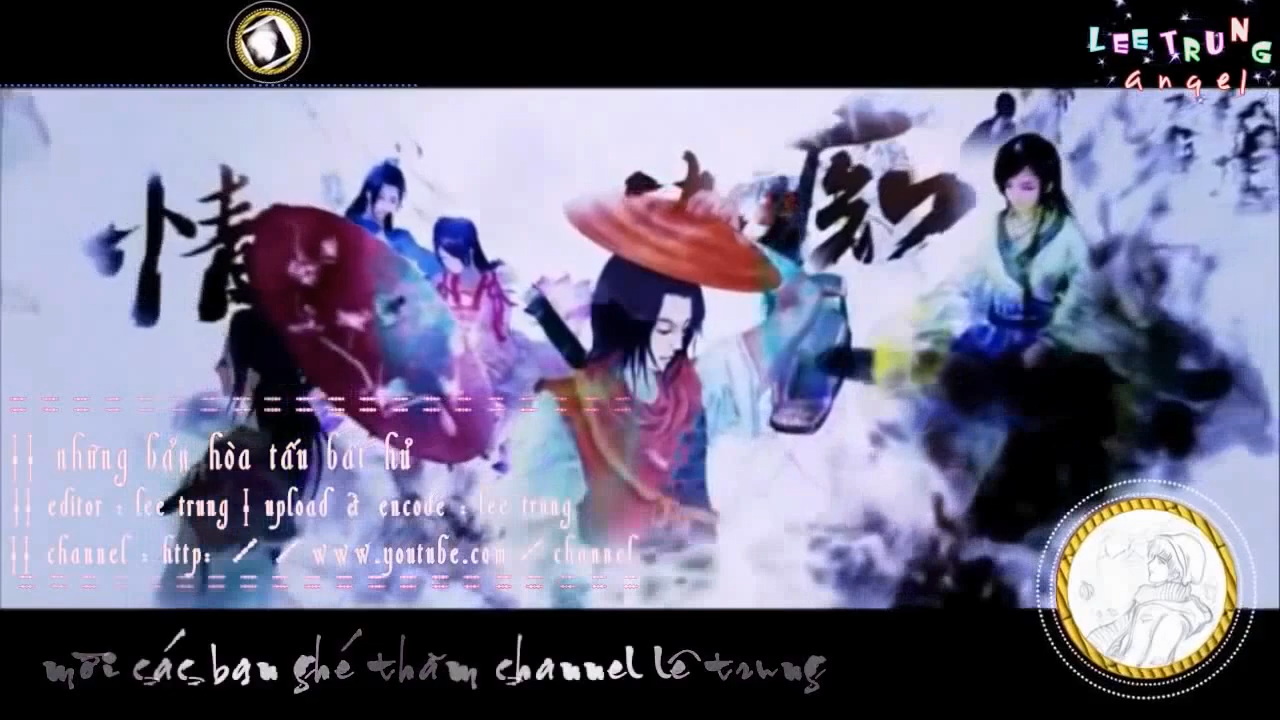 LEE TRUNG
angel
情
|| những bản hòa tấu bất hủ
|| editor : lee trung | upload & encode : lee trung
|| channel : http: / / www.youtube.com / channel
mời các bạn ghé thăm channel lê trung